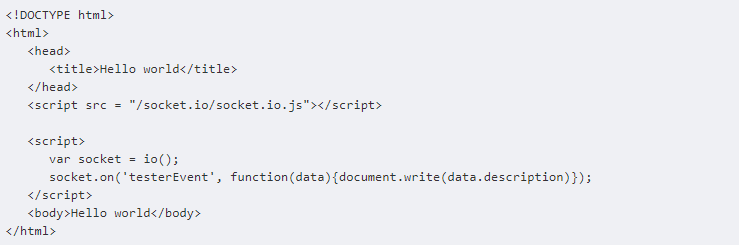 <!DOCTYPE html>
<html>
<head>
<title>Hello world</title>
</head>
<script src = "/socket.io/socket.io.js"></script>
<script>
var socket = io();
socket.on('testerEvent', function(data){document.write(data.description)});
</script>
<body>Hello world</body>
</html>